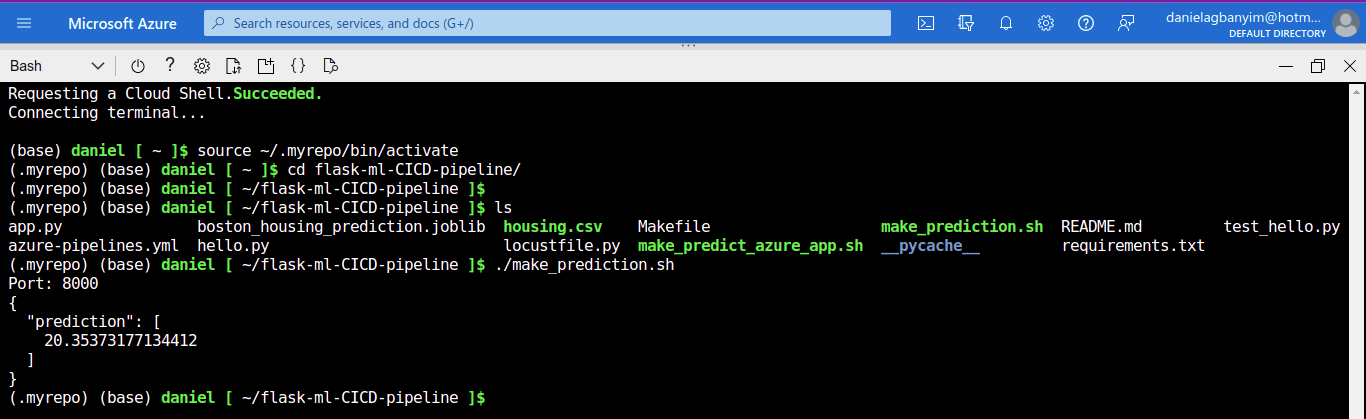 Microsoft Azure
Search resources, services, and docs (G+/)
danielagbanyim@hotm...
DEFAULT DIRECTORY
Bash
Requesting a Cloud Shell.Succeeded.
Connecting terminal...
(base) daniel [ ~ ]$ source ~/.myrepo/bin/activate
(.myrepo) (base) daniel [ ~ ]$ cd flask-ml-CICD-pipeline/
(.myrepo) (base) daniel [ ~/flask-ml-CICD-pipeline ]$
(.myrepo) (base) daniel [ ~/flask-ml-CICD-pipeline ]$ ls
app.py boston_housing_prediction.joblib housing.csv Makefile make_prediction.sh README.md test_hello.py
azure-pipelines.yml hello.py locustfile.py make_predict_azure_app.sh __pycache__ requirements.txt
(.myrepo) (base) daniel [ ~/flask-ml-CICD-pipeline ]$ ./make_prediction.sh
Port: 8000
{
"prediction": [
20.35373177134412
]
}
(.myrepo) (base) daniel [ ~/flask-ml-CICD-pipeline ]$